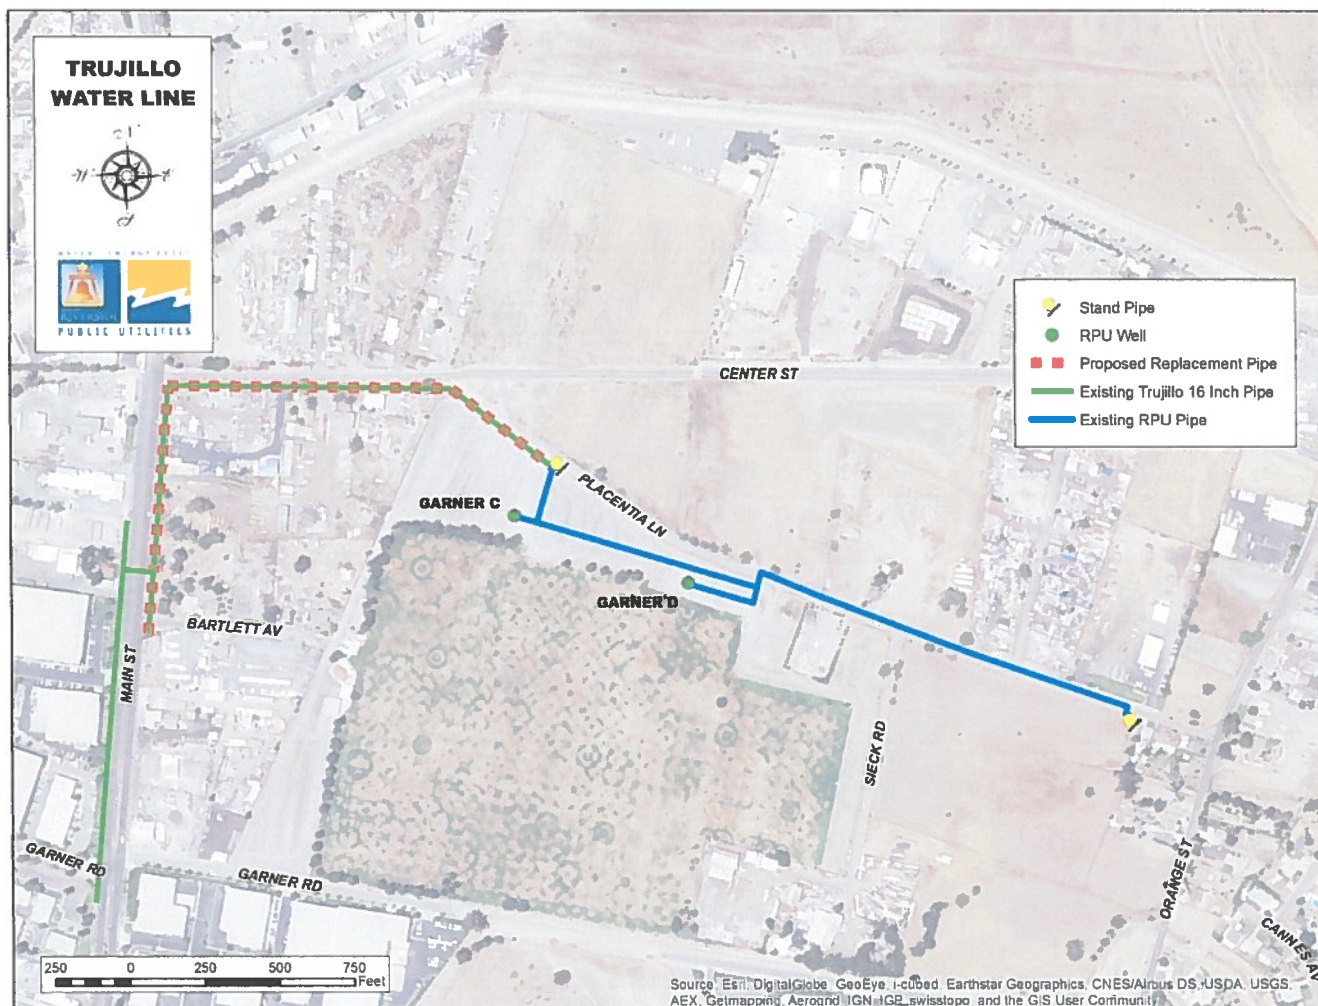 TRUJILLO
WATER LINE
N
W
E
S
RIVERSIDE
PUBLIC UTILITIES
Stand Pipe
RPU Well
Proposed Replacement Pipe
Existing Trujillo 16 Inch Pipe
Existing RPU Pipe
CENTER ST
PLACENTIA LN
GARNER C
GARNER D
BARTLETT AV
MAIN ST
SIECK RD
GARNER RD
GARNER RD
ORANGE ST
CANNES AV
250 0 250 500 750
Feet
Source: Esri, DigitalGlobe, GeoEye, i-cubed, Earthstar Geographics, CNES/Airbus DS, USDA, USGS,
AEX, Getmapping, Aerogrid, IGN, IGP, swisstopo, and the GIS User Community